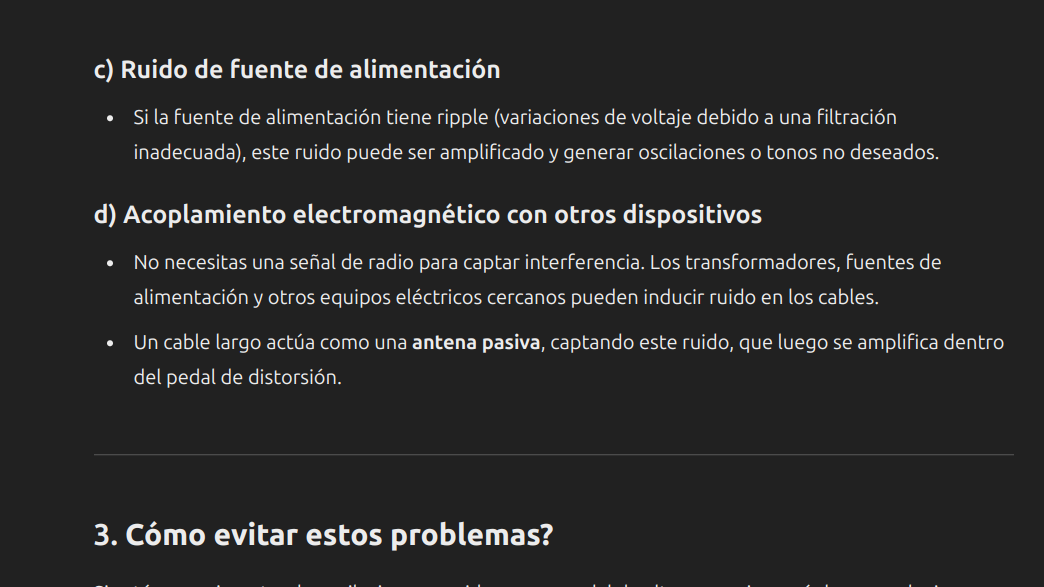 c) Ruido de fuente de alimentación
• Si la fuente de alimentación tiene ripple (variaciones de voltaje debido a una filtración
inadecuada), este ruido puede ser amplificado y generar oscilaciones o tonos no deseados.
d) Acoplamiento electromagnético con otros dispositivos
• No necesitas una señal de radio para captar interferencia. Los transformadores, fuentes de
alimentación y otros equipos eléctricos cercanos pueden inducir ruido en los cables.
• Un cable largo actúa como una antena pasiva, captando este ruido, que luego se amplifica dentro
del pedal de distorsión.
3. Cómo evitar estos problemas?